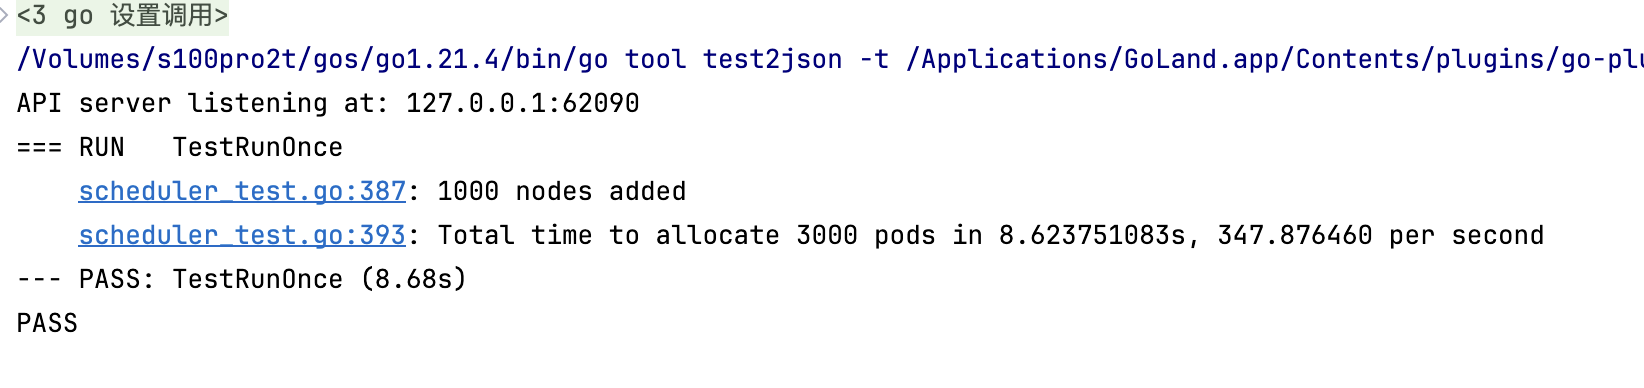 <3 go 设置调用>
/Volumes/s100pro2t/gos/go1.21.4/bin/go tool test2json -t /Applications/GoLand.app/Contents/plugins/go-plu
API server listening at: 127.0.0.1:62090
=== RUN   TestRunOnce
    scheduler_test.go:387: 1000 nodes added
    scheduler_test.go:393: Total time to allocate 3000 pods in 8.623751083s, 347.876460 per second
--- PASS: TestRunOnce (8.68s)
PASS